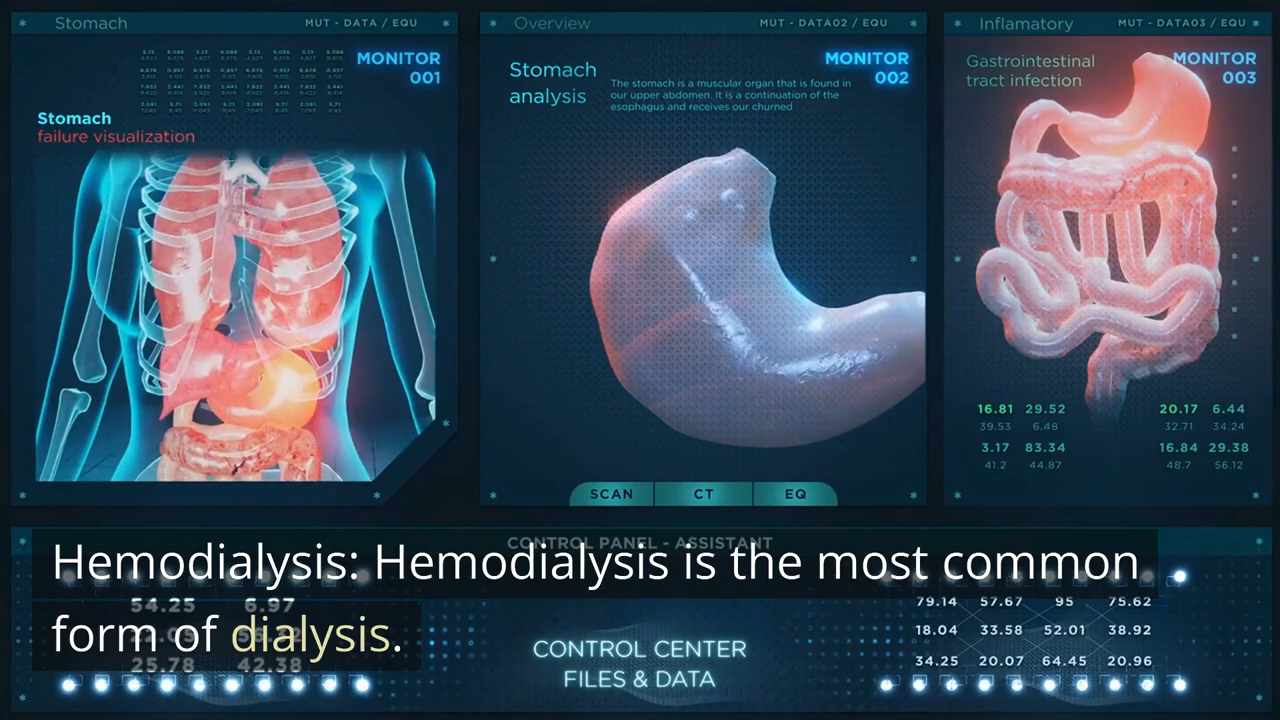 Stomach
MUT - DATA / EQU
MONITOR
001
Stomach
failure visualization
Overview
MUT - DATA02 / EQU
MONITOR
002
Stomach
analysis
The stomach is a muscular organ that is found in
our upper abdomen. It is a continuation of the
esophagus and receives our churned
SCAN CT EQ
Inflamatory
MUT - DATA03 / EQU
MONITOR
003
Gastrointestinal
tract infection
16.81 29.52 20.17 6.44
39.53 6.48 32.71 34.24
3.17 83.34 16.84 29.38
41.2 44.87 48.7 56.12
CONTROL PANEL - ASSISTANT
Hemodialysis: Hemodialysis is the most common
form of dialysis.
54.25 6.97
25.78 42.38
CONTROL CENTER
FILES & DATA
79.14 57.67 95 75.62
18.04 33.58 52.01 38.92
34.25 20.07 64.45 20.96